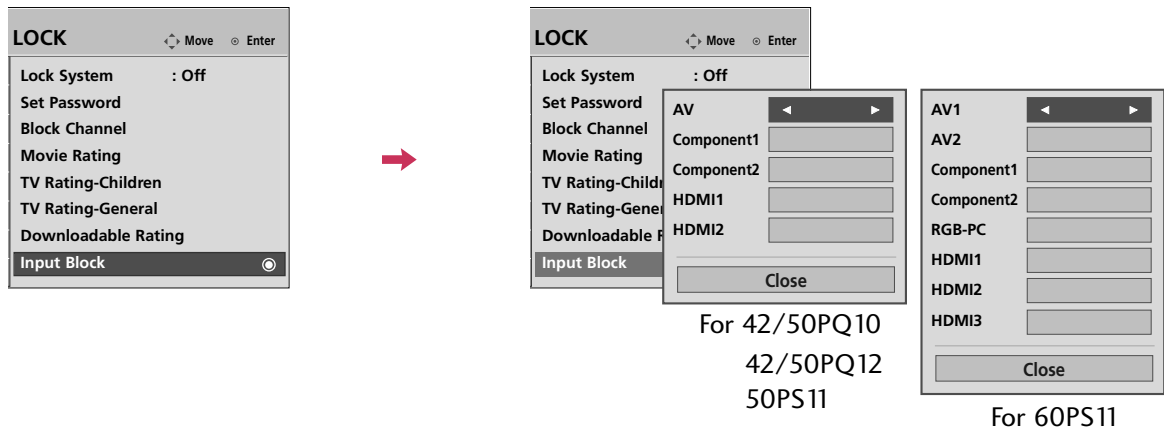 LOCK Move Enter
Lock System : Off
Set Password
Block Channel
Movie Rating
TV Rating-Children
TV Rating-General
Downloadable Rating
Input Block
LOCK Move Enter
Lock System : Off
Set Password
Block Channel
Movie Rating
TV Rating-Childr
TV Rating-Gener
Downloadable R
Input Block
AV
Component1
Component2
HDMI1
HDMI2
Close
For 42/50PQ10
42/50PQ12
50PS11
AV1
AV2
Component1
Component2
RGB-PC
HDMI1
HDMI2
HDMI3
Close
For 60PS11